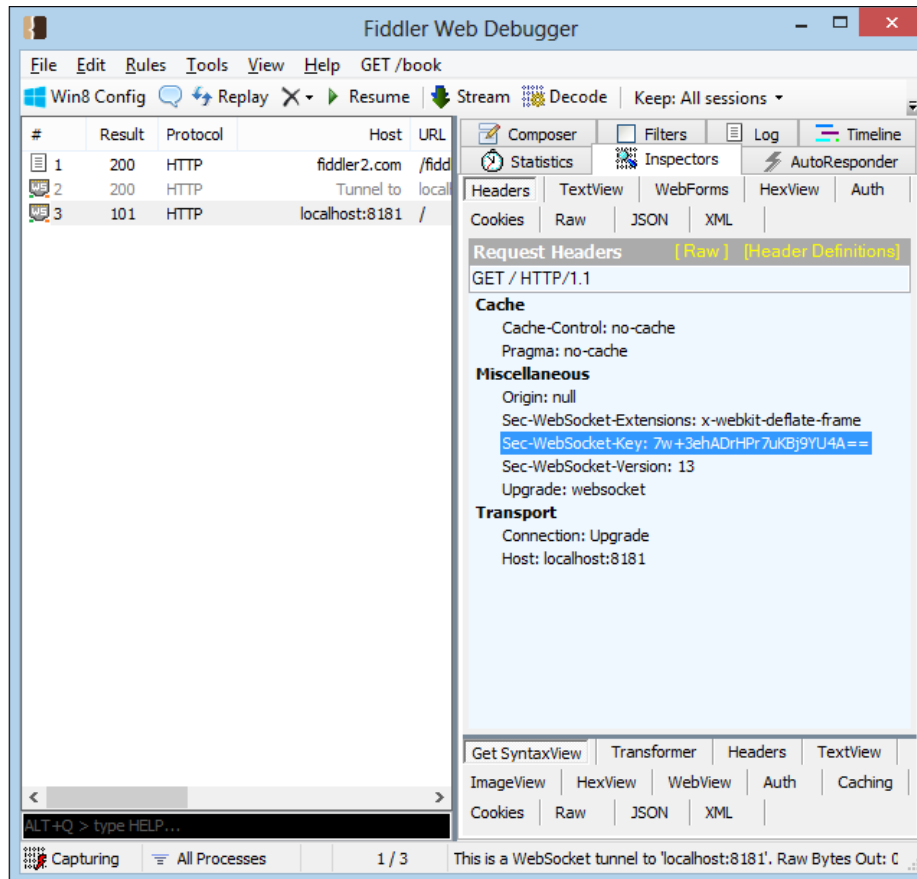 Fiddler Web Debugger
File Edit Rules Tools View Help GET /book
Win8 Config Replay Resume Stream Decode Keep: All sessions
# Result Protocol Host URL
1 200 HTTP fiddler2.com /fidd
2 200 HTTP Tunnel to locall
3 101 HTTP localhost:8181 /
Composer Filters Log Timeline
Statistics Inspectors AutoResponder
Headers TextView WebForms HexView Auth
Cookies Raw JSON XML
Request Headers [ Raw ] [Header Definitions]
GET / HTTP/1.1
Cache
Cache-Control: no-cache
Pragma: no-cache
Miscellaneous
Origin: null
Sec-WebSocket-Extensions: x-webkit-deflate-frame
Sec-WebSocket-Key: 7w+3ehADrHPr7uKBj9YU4A==
Sec-WebSocket-Version: 13
Upgrade: websocket
Transport
Connection: Upgrade
Host: localhost:8181
Get SyntaxView Transformer Headers TextView
ImageView HexView WebView Auth Caching
Cookies Raw JSON XML
ALT+Q > type HELP...
Capturing All Processes 1 / 3 This is a WebSocket tunnel to 'localhost:8181'. Raw Bytes Out: 0